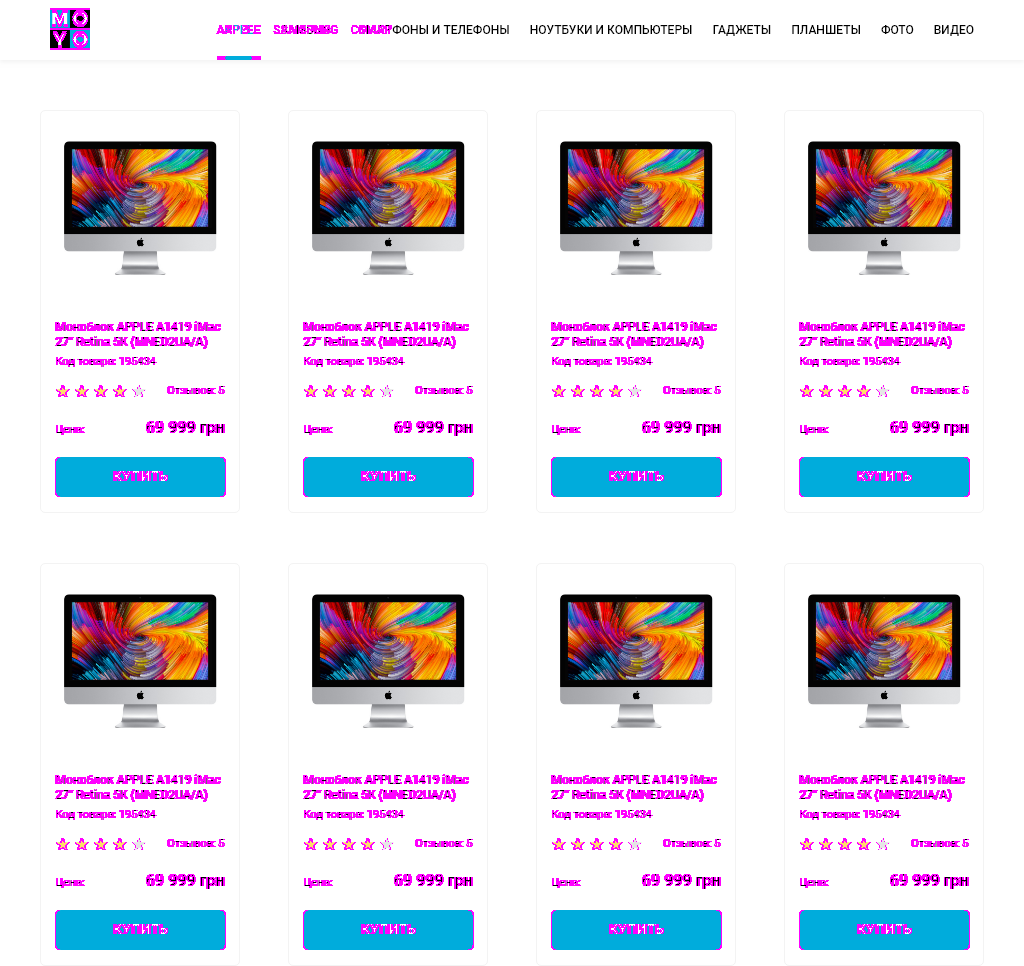 MOYO
APPLE SAMSUNG СМАРТФОНЫ И ТЕЛЕФОНЫ НОУТБУКИ И КОМПЬЮТЕРЫ ГАДЖЕТЫ ПЛАНШЕТЫ ФОТО ВИДЕО
Моноблок APPLE A1419 iMac
27" Retina 5K (MNED2UA/A)
Код товара: 195434
Отзывов: 5
Цена: 69 999 грн
КУПИТЬ
Моноблок APPLE A1419 iMac
27" Retina 5K (MNED2UA/A)
Код товара: 195434
Отзывов: 5
Цена: 69 999 грн
КУПИТЬ
Моноблок APPLE A1419 iMac
27" Retina 5K (MNED2UA/A)
Код товара: 195434
Отзывов: 5
Цена: 69 999 грн
КУПИТЬ
Моноблок APPLE A1419 iMac
27" Retina 5K (MNED2UA/A)
Код товара: 195434
Отзывов: 5
Цена: 69 999 грн
КУПИТЬ
Моноблок APPLE A1419 iMac
27" Retina 5K (MNED2UA/A)
Код товара: 195434
Отзывов: 5
Цена: 69 999 грн
КУПИТЬ
Моноблок APPLE A1419 iMac
27" Retina 5K (MNED2UA/A)
Код товара: 195434
Отзывов: 5
Цена: 69 999 грн
КУПИТЬ
Моноблок APPLE A1419 iMac
27" Retina 5K (MNED2UA/A)
Код товара: 195434
Отзывов: 5
Цена: 69 999 грн
КУПИТЬ
Моноблок APPLE A1419 iMac
27" Retina 5K (MNED2UA/A)
Код товара: 195434
Отзывов: 5
Цена: 69 999 грн
КУПИТЬ